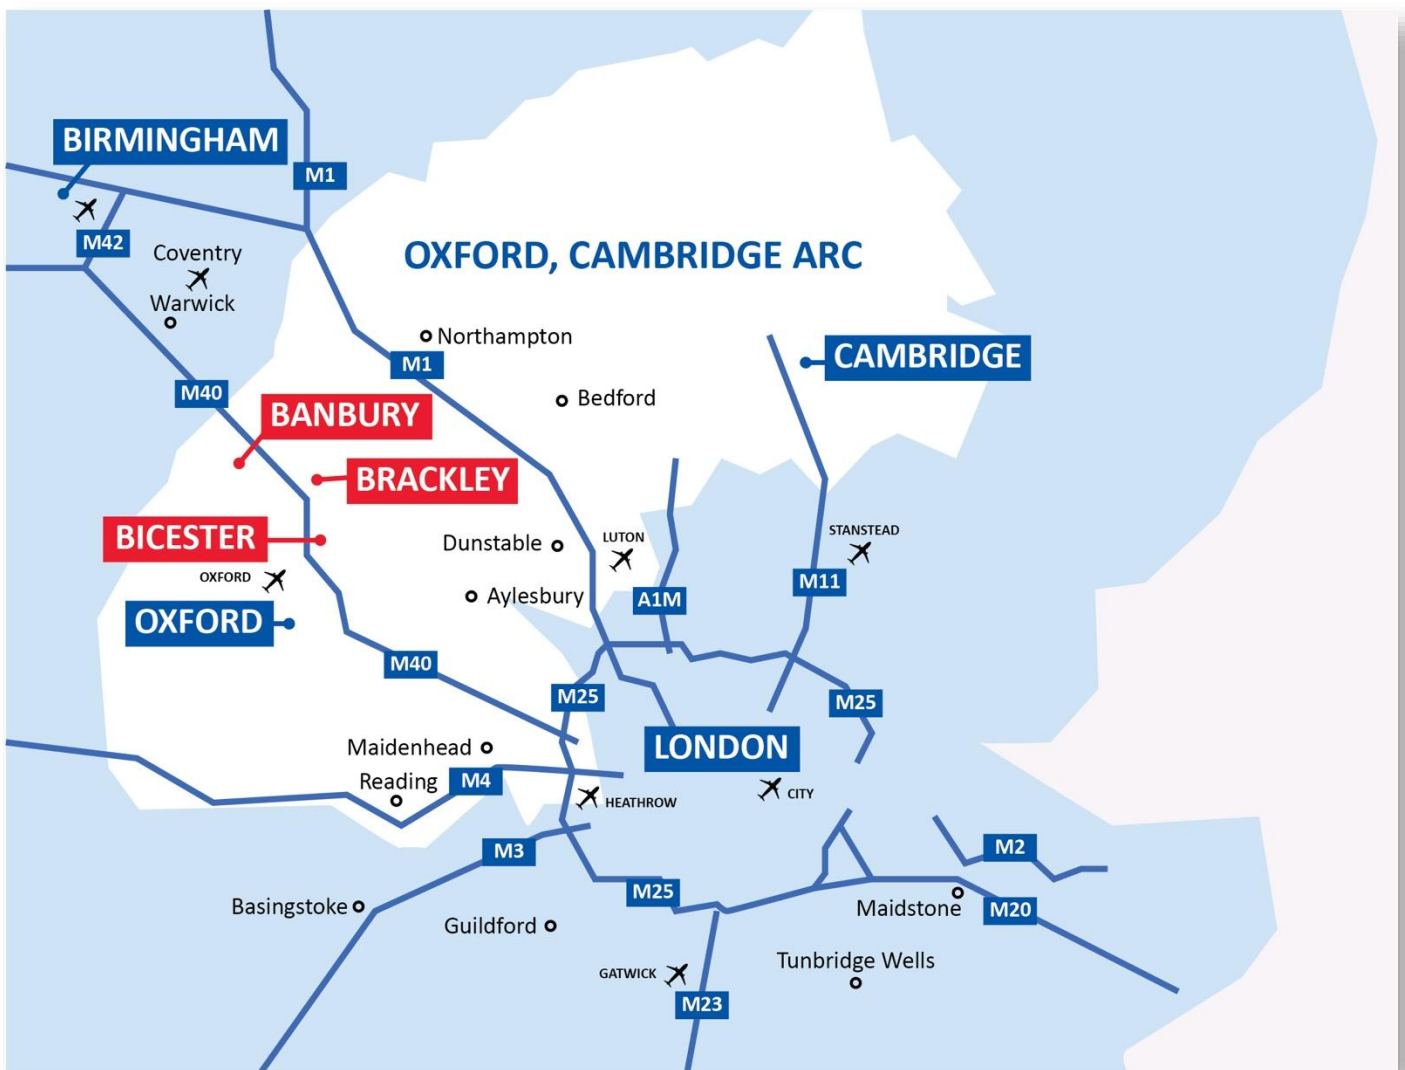 BIRMINGHAM
M1
M42
Coventry
OXFORD, CAMBRIDGE ARC
Warwick
Northampton
CAMBRIDGE
M1
M40
Bedford
BANBURY
BRACKLEY
BICESTER
Dunstable
LUTON
STANSTEAD
OXFORD
M11
Aylesbury
A1M
OXFORD
M40
M25
M25
Maidenhead
LONDON
Reading
M4
HEATHROW
CITY
M3
M2
M25
Basingstoke
Maidstone
M20
Guildford
Tunbridge Wells
GATWICK
M23